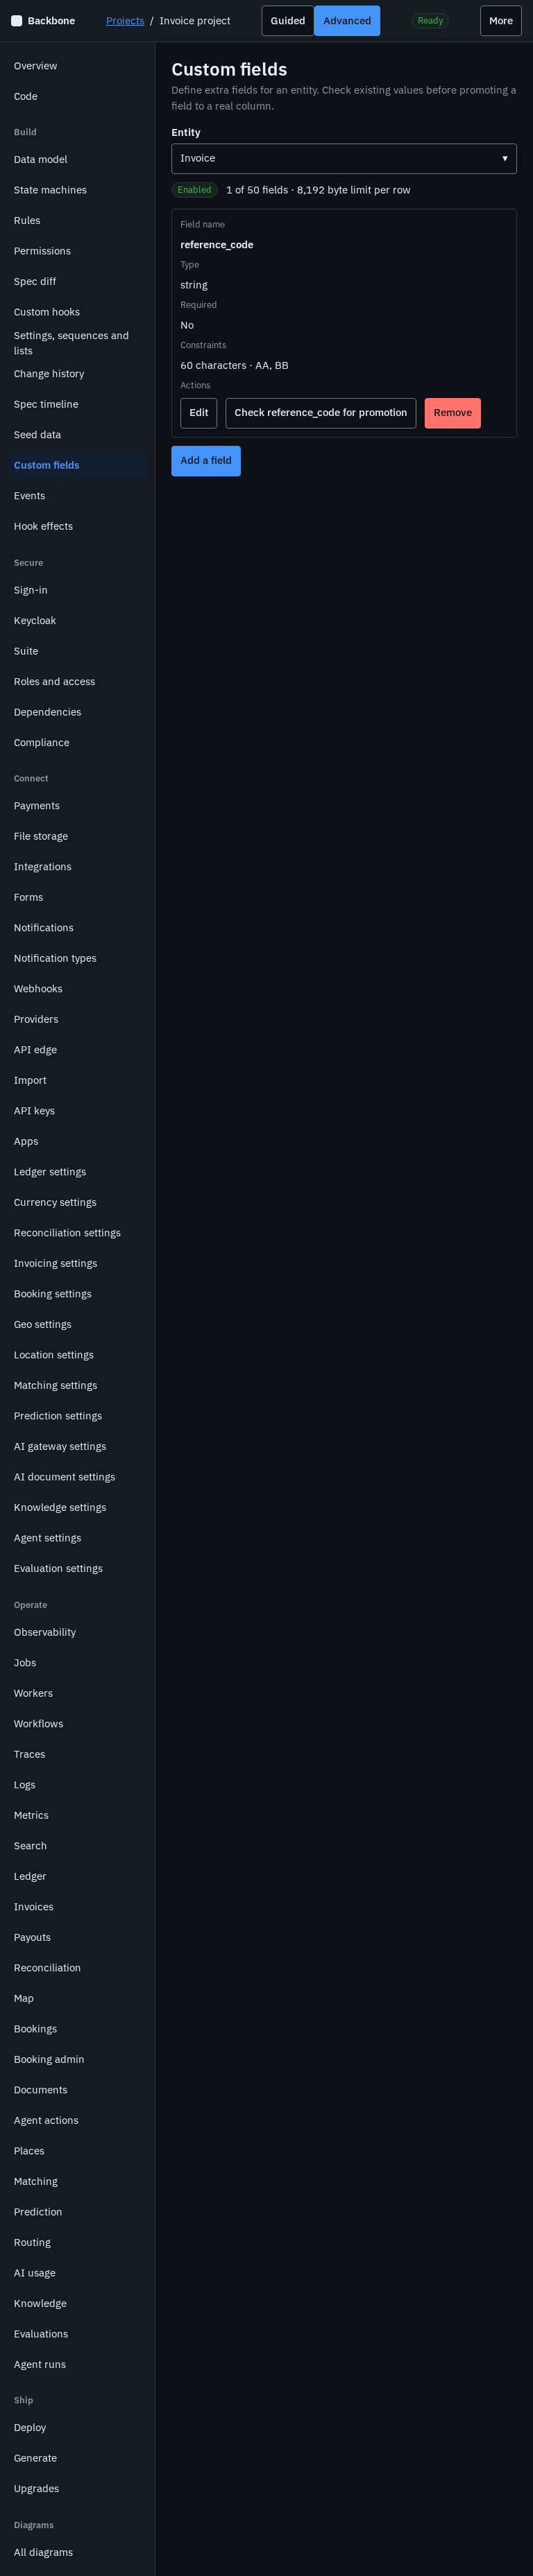 Backbone
Projects / Invoice project
Guided
Advanced
Ready
More
Overview
Code
Build
Data model
State machines
Rules
Permissions
Spec diff
Custom hooks
Settings, sequences and
lists
Change history
Spec timeline
Seed data
Custom fields
Events
Hook effects
Secure
Sign-in
Keycloak
Suite
Roles and access
Dependencies
Compliance
Connect
Payments
File storage
Integrations
Forms
Notifications
Notification types
Webhooks
Providers
API edge
Import
API keys
Apps
Ledger settings
Currency settings
Reconciliation settings
Invoicing settings
Booking settings
Geo settings
Location settings
Matching settings
Prediction settings
AI gateway settings
AI document settings
Knowledge settings
Agent settings
Evaluation settings
Operate
Observability
Jobs
Workers
Workflows
Traces
Logs
Metrics
Search
Ledger
Invoices
Payouts
Reconciliation
Map
Bookings
Booking admin
Documents
Agent actions
Places
Matching
Prediction
Routing
AI usage
Knowledge
Evaluations
Agent runs
Ship
Deploy
Generate
Upgrades
Diagrams
All diagrams
Custom fields
Define extra fields for an entity. Check existing values before promoting a
field to a real column.
Entity
Invoice ▾
Enabled 1 of 50 fields · 8,192 byte limit per row
Field name
reference_code
Type
string
Required
No
Constraints
60 characters · AA, BB
Actions
Edit
Check reference_code for promotion
Remove
Add a field